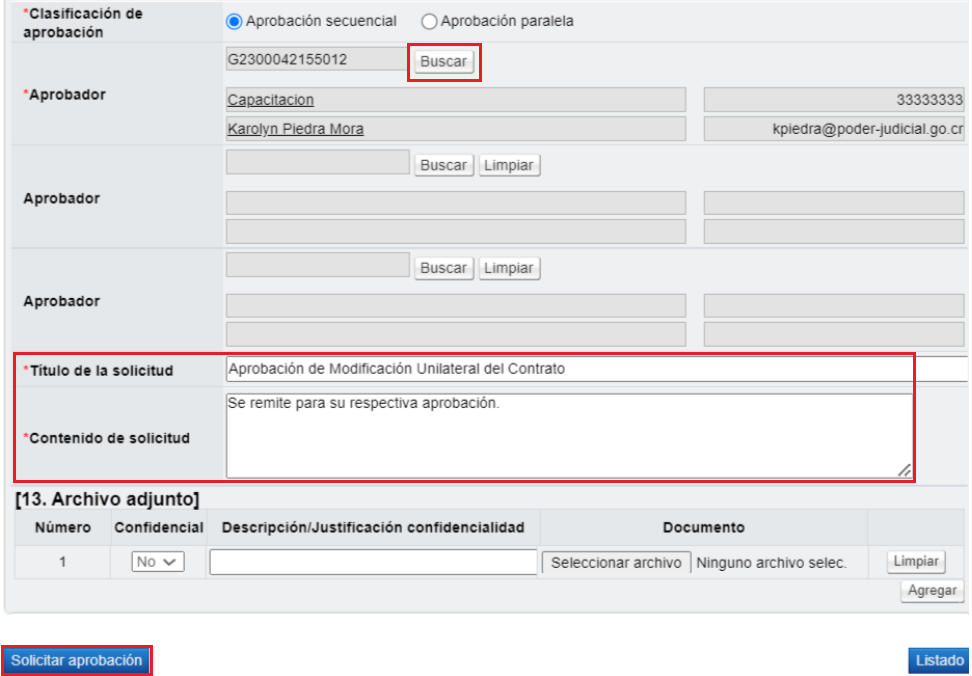 *Clasificación de aprobación
Aprobación secuencial Aprobación paralela
G2300042155012 Buscar
*Aprobador
Capacitacion 33333333
Karolyn Piedra Mora kpiedra@poder-judicial.go.cr
Buscar Limpiar
Aprobador
Buscar Limpiar
Aprobador
*Título de la solicitud Aprobación de Modificación Unilateral del Contrato
*Contenido de solicitud Se remite para su respectiva aprobación.
[13. Archivo adjunto]
Número Confidencial Descripción/Justificación confidencialidad Documento
1 No Seleccionar archivo Ninguno archivo selec. Limpiar
Agregar
Solicitar aprobación Listado